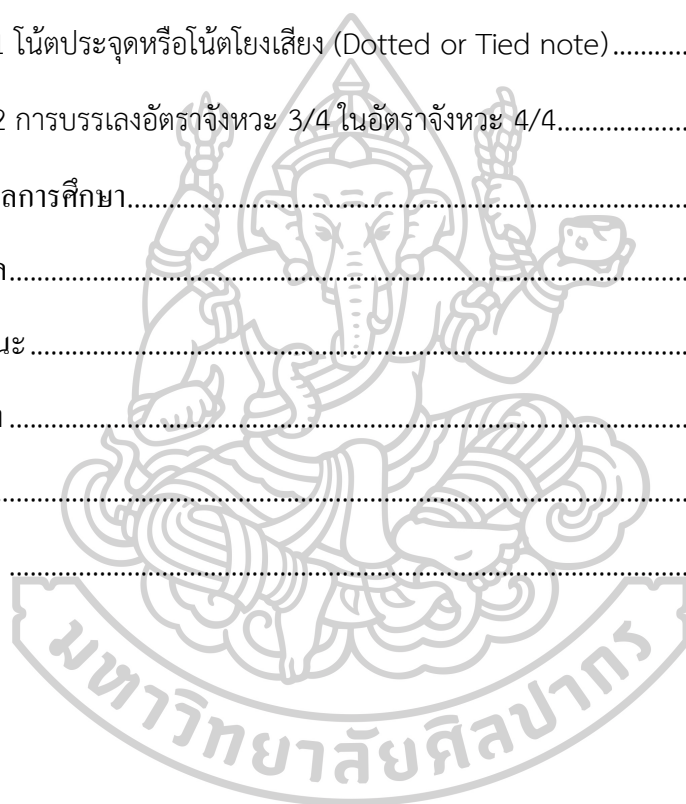 โน้ตประจุดหรือโน้ตโยงเสียง (Dotted or Tied note)............
2 การบรรเลงอัตราจังหวะ 3/4 ในอัตราจังหวะ 4/4....................
ลการศึกษา
มหาวิทยาลัยศิลปากร